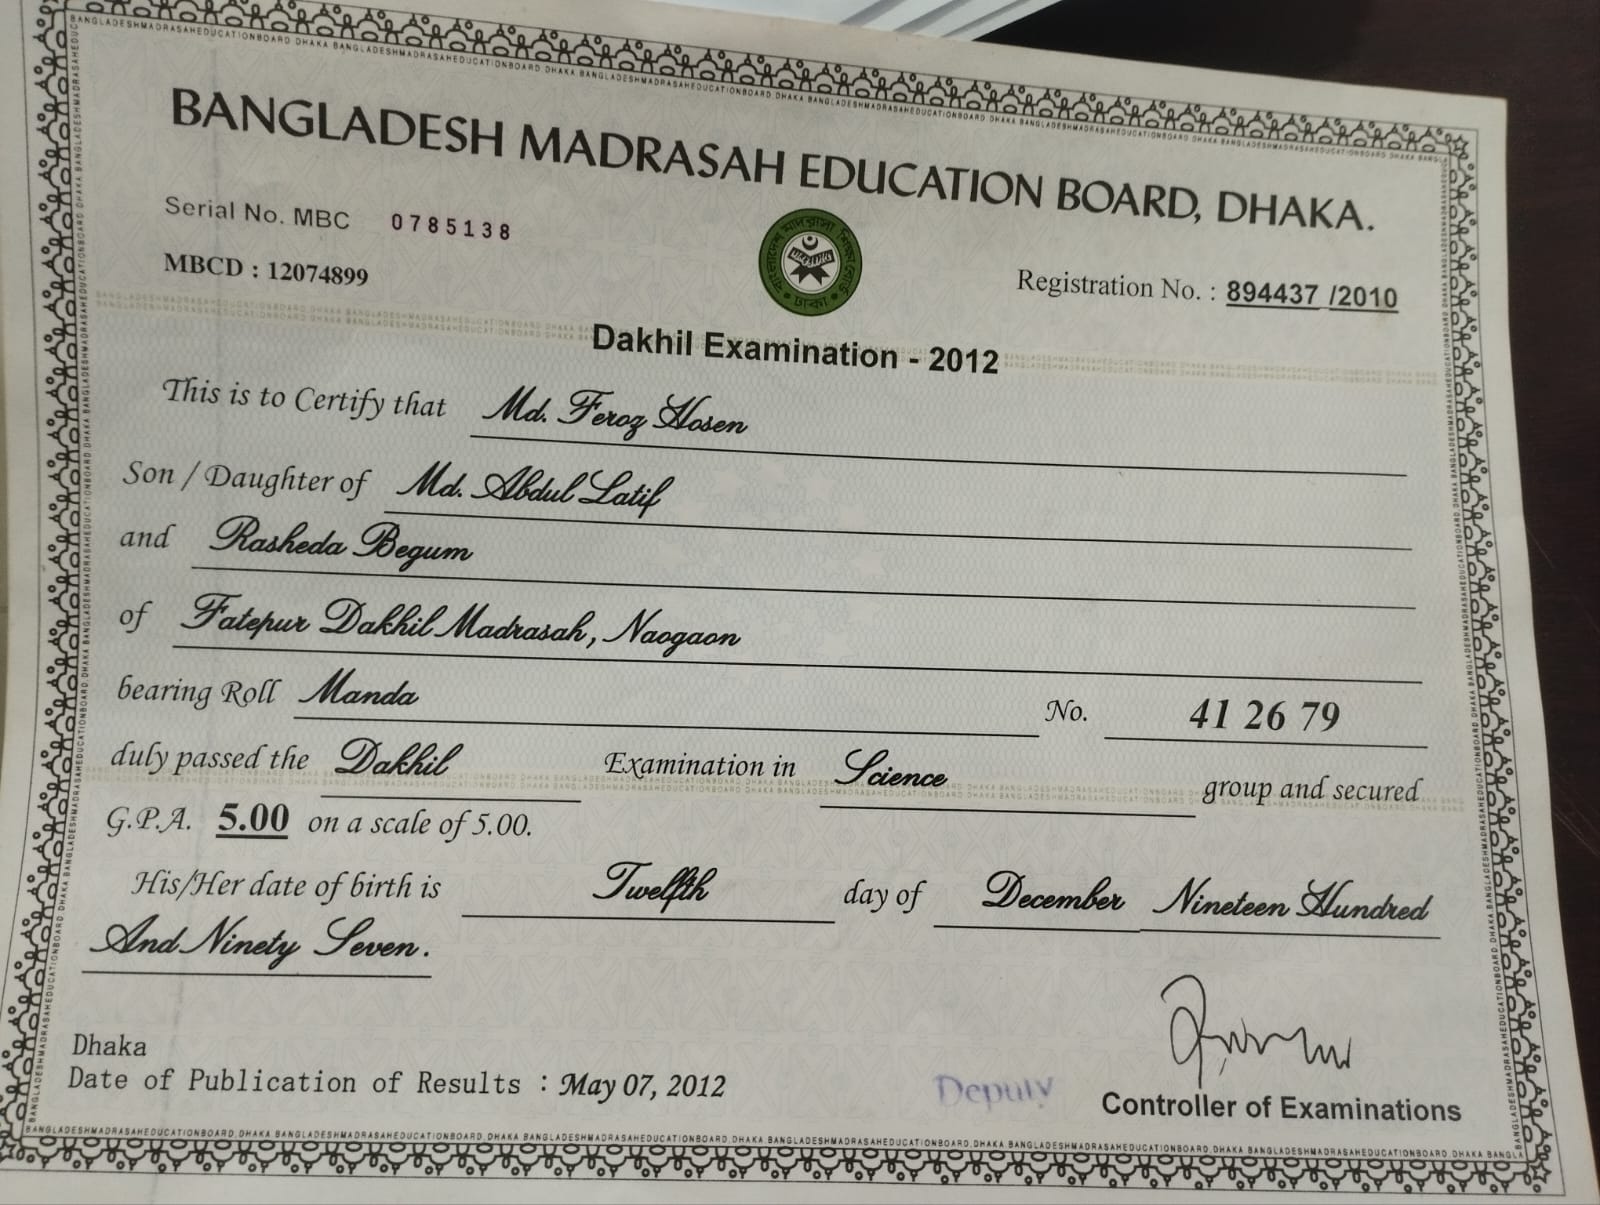 BANGLADESH MADRASAH EDUCATION BOARD, DHAKA.
Serial No. MBC 0785138
MBCD : 12074899
Registration No. : 894437 /2010
Dakhil Examination - 2012
This is to Certify that Md. Feroz Hosen
Son / Daughter of Md. Abdul Latif
and Rasheda Begum
of Fatepur Dakhil Madrasah, Naogaon
bearing Roll Manda No. 41 26 79
duly passed the Dakhil Examination in Science group and secured
G.P.A. 5.00 on a scale of 5.00.
His/Her date of birth is Twelfth day of December Nineteen Hundred
And Ninety Seven.
Dhaka
Date of Publication of Results : May 07, 2012
Deputy
Controller of Examinations